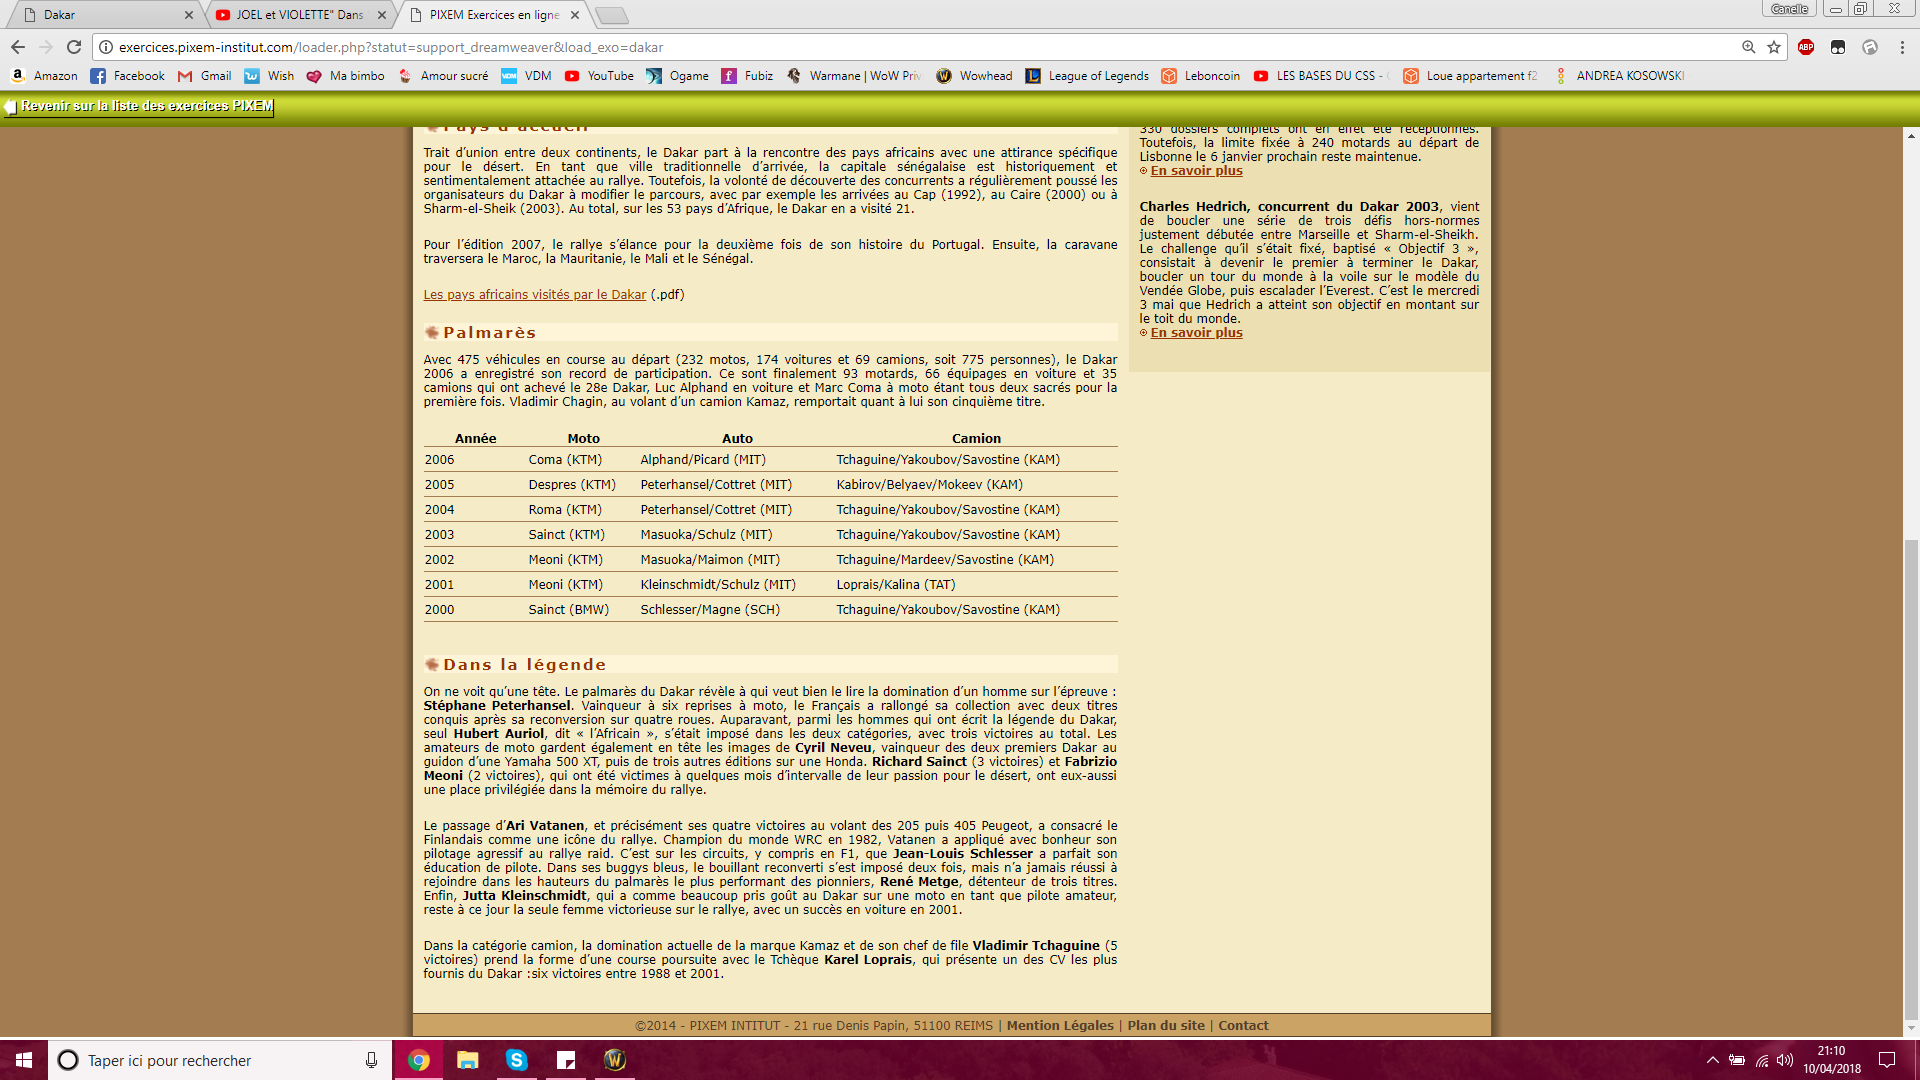 Dakar
JOEL et VIOLETTE" Dans
PIXEM Exercices en ligne
Canelle
exercices.pixem-institut.com/loader.php?statut=support_dreamweaver&load_exo=dakar
ABP
Amazon
Facebook
Gmail
Wish
Ma bimbo
Amour sucré
VDM
YouTube
Ogame
Fubiz
Warmane | WoW Priv
Wowhead
League of Legends
Leboncoin
LES BASES DU CSS -
Loue appartement f2
ANDREA KOSOWSKI
Revenir sur la liste des exercices PIXEM
Pays d'accueil
Trait d’union entre deux continents, le Dakar part à la rencontre des pays africains avec une attirance spécifique
pour le désert. En tant que ville traditionnelle d’arrivée, la capitale sénégalaise est historiquement et
sentimentalement attachée au rallye. Toutefois, la volonté de découverte des concurrents a régulièrement poussé les
organisateurs du Dakar à modifier le parcours, avec par exemple les arrivées au Cap (1992), au Caire (2000) ou à
Sharm-el-Sheik (2003). Au total, sur les 53 pays d’Afrique, le Dakar en a visité 21.
Pour l’édition 2007, le rallye s’élance pour la deuxième fois de son histoire du Portugal. Ensuite, la caravane
traversera le Maroc, la Mauritanie, le Mali et le Sénégal.
Les pays africains visités par le Dakar (.pdf)
Palmarès
Avec 475 véhicules en course au départ (232 motos, 174 voitures et 69 camions, soit 775 personnes), le Dakar
2006 a enregistré son record de participation. Ce sont finalement 93 motards, 66 équipages en voiture et 35
camions qui ont achevé le 28e Dakar, Luc Alphand en voiture et Marc Coma à moto étant tous deux sacrés pour la
première fois. Vladimir Chagin, au volant d’un camion Kamaz, remportait quant à lui son cinquième titre.
Année Moto Auto Camion
2006 Coma (KTM) Alphand/Picard (MIT) Tchaguine/Yakoubov/Savostine (KAM)
2005 Despres (KTM) Peterhansel/Cottret (MIT) Kabirov/Belyaev/Mokeev (KAM)
2004 Roma (KTM) Peterhansel/Cottret (MIT) Tchaguine/Yakoubov/Savostine (KAM)
2003 Sainct (KTM) Masuoka/Schulz (MIT) Tchaguine/Yakoubov/Savostine (KAM)
2002 Meoni (KTM) Masuoka/Maimon (MIT) Tchaguine/Mardeev/Savostine (KAM)
2001 Meoni (KTM) Kleinschmidt/Schulz (MIT) Loprais/Kalina (TAT)
2000 Sainct (BMW) Schlesser/Magne (SCH) Tchaguine/Yakoubov/Savostine (KAM)
Dans la légende
On ne voit qu’une tête. Le palmarès du Dakar révèle à qui veut bien le lire la domination d’un homme sur l’épreuve :
Stéphane Peterhansel. Vainqueur à six reprises à moto, le Français a rallongé sa collection avec deux titres
conquis après sa reconversion sur quatre roues. Auparavant, parmi les hommes qui ont écrit la légende du Dakar,
seul Hubert Auriol, dit « l’Africain », s’était imposé dans les deux catégories, avec trois victoires au total. Les
amateurs de moto gardent également en tête les images de Cyril Neveu, vainqueur des deux premiers Dakar au
guidon d’une Yamaha 500 XT, puis de trois autres éditions sur une Honda. Richard Sainct (3 victoires) et Fabrizio
Meoni (2 victoires), qui ont été victimes à quelques mois d’intervalle de leur passion pour le désert, ont eux-aussi
une place privilégiée dans la mémoire du rallye.
Le passage d’Ari Vatanen, et précisément ses quatre victoires au volant des 205 puis 405 Peugeot, a consacré le
Finlandais comme une icône du rallye. Champion du monde WRC en 1982, Vatanen a appliqué avec bonheur son
pilotage agressif au rallye raid. C’est sur les circuits, y compris en F1, que Jean-Louis Schlesser a parfait son
éducation de pilote. Dans ses buggys bleus, le bouillant reconverti s’est imposé deux fois, mais n’a jamais réussi à
rejoindre dans les hauteurs du palmarès le plus performant des pionniers, René Metge, détenteur de trois titres.
Enfin, Jutta Kleinschmidt, qui a comme beaucoup pris goût au Dakar sur une moto en tant que pilote amateur,
reste à ce jour la seule femme victorieuse sur le rallye, avec un succès en voiture en 2001.
Dans la catégorie camion, la domination actuelle de la marque Kamaz et de son chef de file Vladimir Tchaguine (5
victoires) prend la forme d’une course poursuite avec le Tchèque Karel Loprais, qui présente un des CV les plus
fournis du Dakar :six victoires entre 1988 et 2001.
330 dossiers complets ont en effet été réceptionnés.
Toutefois, la limite fixée à 240 motards au départ de
Lisbonne le 6 janvier prochain reste maintenue.
En savoir plus
Charles Hedrich, concurrent du Dakar 2003, vient
de boucler une série de trois défis hors-normes
justement débutée entre Marseille et Sharm-el-Sheikh.
Le challenge qu’il s’était fixé, baptisé « Objectif 3 »,
consistait à devenir le premier à terminer le Dakar,
boucler un tour du monde à la voile sur le modèle du
Vendée Globe, puis escalader l’Everest. C’est le mercredi
3 mai que Hedrich a atteint son objectif en montant sur
le toit du monde.
En savoir plus
©2014 - PIXEM INTITUT - 21 rue Denis Papin, 51100 REIMS | Mention Légales | Plan du site | Contact
Taper ici pour rechercher
21:10
10/04/2018